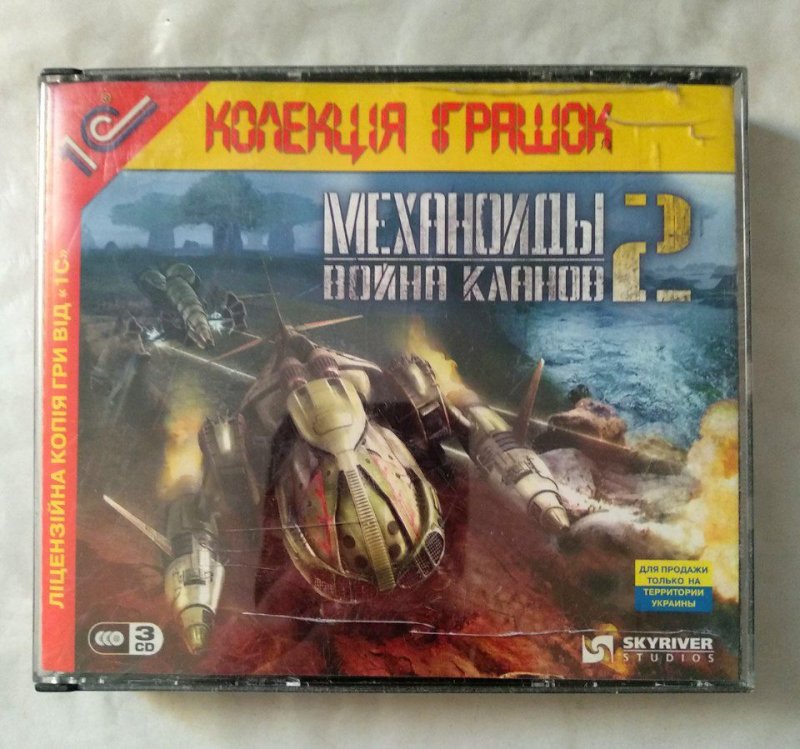 1С
®
КОЛЕКЦІЯ ІГРАШОК
МЕХАНОИДЫ 2
ВОЙНА КЛАНОВ
ЛІЦЕНЗІЙНА КОПІЯ ГРИ ВІД «1С»
ДЛЯ ПРОДАЖИ
ТОЛЬКО НА
ТЕРРИТОРИИ
УКРАИНЫ
3
CD
SKYRIVER
STUDIOS